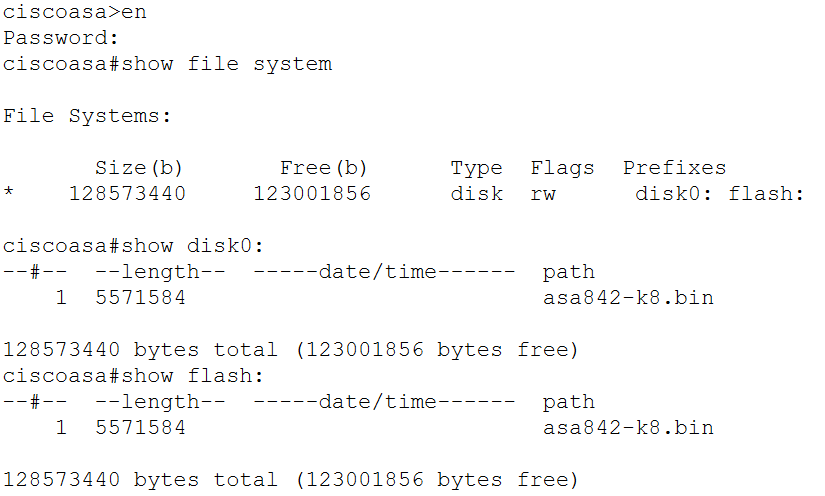 ciscoasa>en
Password:
ciscoasa#show file system
File Systems:
Size(b) Free(b) Type Flags Prefixes
* 128573440 123001856 disk rw disk0: flash:
ciscoasa#show disk0:
--#-- --length-- -----date/time------ path
1 5571584 asa842-k8.bin
128573440 bytes total (123001856 bytes free)
ciscoasa#show flash:
--#-- --length-- -----date/time------ path
1 5571584 asa842-k8.bin
128573440 bytes total (123001856 bytes free)